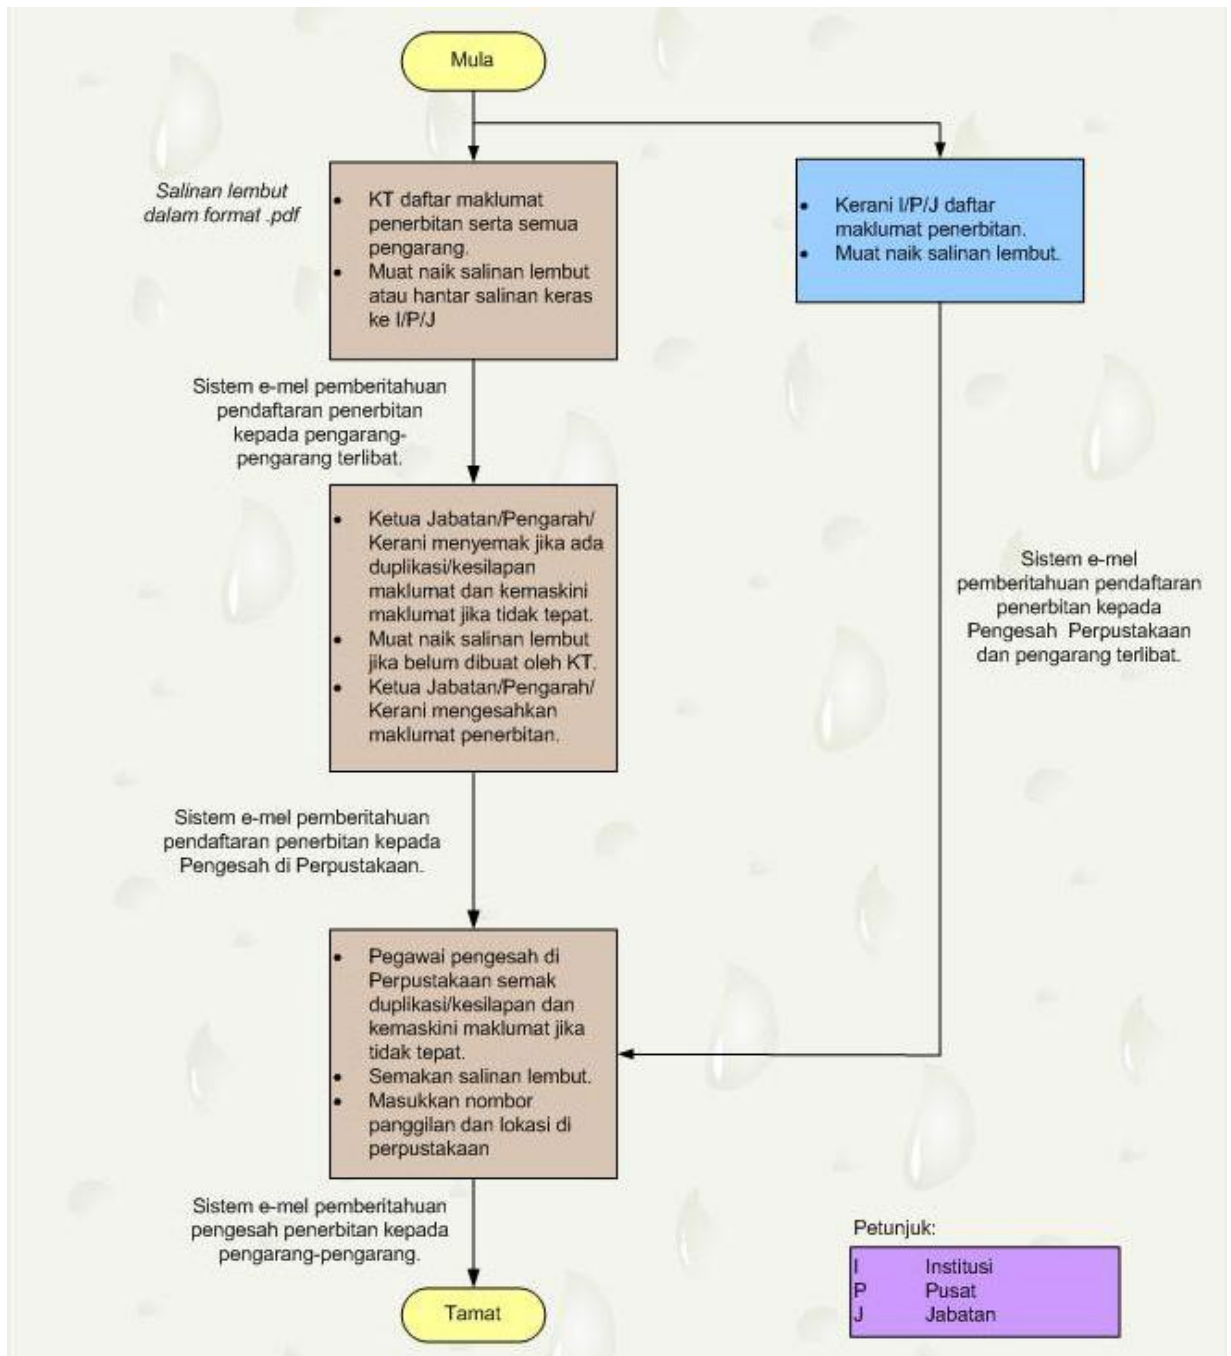 Mula
Salinan lembut
dalam format .pdf
• KT daftar maklumat
penerbitan serta semua
pengarang.
• Muat naik salinan lembut
atau hantar salinan keras
ke I/P/J
• Kerani I/P/J daftar
maklumat penerbitan.
• Muat naik salinan lembut.
Sistem e-mel pemberitahuan
pendaftaran penerbitan
kepada pengarang-
pengarang terlibat.
• Ketua Jabatan/Pengarah/
Kerani menyemak jika ada
duplikasi/kesilapan
maklumat dan kemaskini
maklumat jika tidak tepat.
• Muat naik salinan lembut
jika belum dibuat oleh KT.
• Ketua Jabatan/Pengarah/
Kerani mengesahkan
maklumat penerbitan.
Sistem e-mel
pemberitahuan pendaftaran
penerbitan kepada
Pengesah Perpustakaan
dan pengarang terlibat.
Sistem e-mel pemberitahuan
pendaftaran penerbitan kepada
Pengesah di Perpustakaan.
• Pegawai pengesah di
Perpustakaan semak
duplikasi/kesilapan dan
kemaskini maklumat jika
tidak tepat.
• Semakan salinan lembut.
• Masukkan nombor
panggilan dan lokasi di
perpustakaan
Sistem e-mel pemberitahuan
pengesah penerbitan kepada
pengarang-pengarang.
Tamat
Petunjuk:
I Institusi
P Pusat
J Jabatan